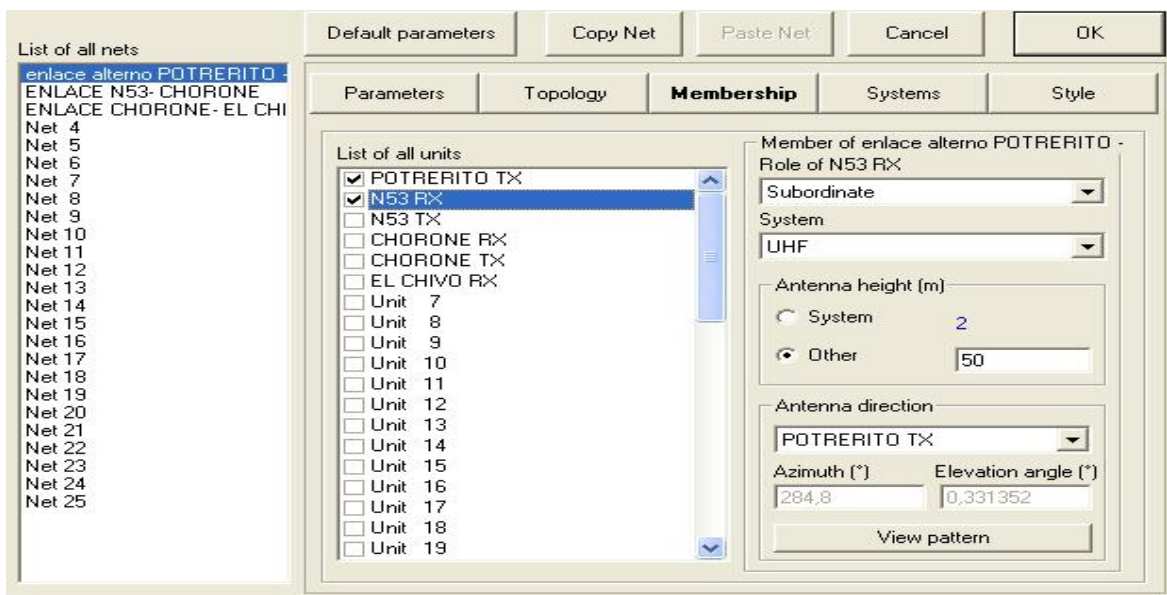 Default parameters Copy Net Paste Net Cancel OK
List of all nets
enlace alterno POTRERITO -
ENLACE N53- CHORONE
ENLACE CHORONE- EL CHI
Net 4
Net 5
Net 6
Net 7
Net 8
Net 9
Net 10
Net 11
Net 12
Net 13
Net 14
Net 15
Net 16
Net 17
Net 18
Net 19
Net 20
Net 21
Net 22
Net 23
Net 24
Net 25
Parameters Topology Membership Systems Style
List of all units
POTRERITO TX
N53 RX
N53 TX
CHORONE RX
CHORONE TX
EL CHIVO RX
Unit 7
Unit 8
Unit 9
Unit 10
Unit 11
Unit 12
Unit 13
Unit 14
Unit 15
Unit 16
Unit 17
Unit 18
Unit 19
Member of enlace alterno POTRERITO -
Role of N53 RX
Subordinate
System
UHF
Antenna height (m)
System 2
Other 50
Antenna direction
POTRERITO TX
Azimuth (°) Elevation angle (°)
284,8 0,331352
View pattern